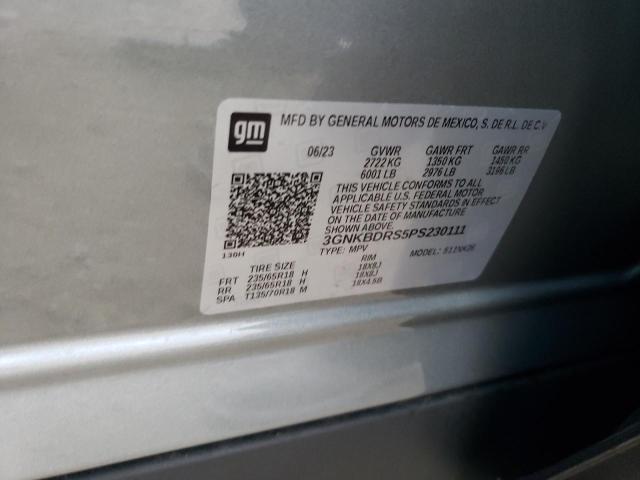 gm
MFD BY GENERAL MOTORS DE MEXICO, S. DE R.L. DE C.V
06/23 GVWR GAWR FRT GAWR RR
2722 KG 1350 KG 1450 KG
6001 LB 2976 LB 3196 LB
THIS VEHICLE CONFORMS TO ALL
APPLICABLE U.S. FEDERAL MOTOR
VEHICLE SAFETY STANDARDS IN EFFECT
ON THE DATE OF MANUFACTURE
SHOWN ABOVE.
3GNKBDRS5PS230111
TYPE: MPV MODEL:
130H
TIRE SIZE RIM
FRT 235/65R18 H 18X8J
RR 235/65R18 H 18X8J
SPA T135/70R18 M 18X4.5B